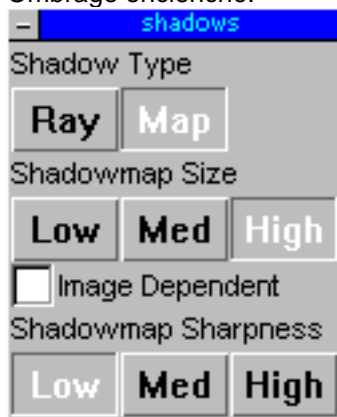 shadows
Shadow Type
Ray Map
Shadowmap Size
Low Med High
Image Dependent
Shadowmap Sharpness
Low Med High